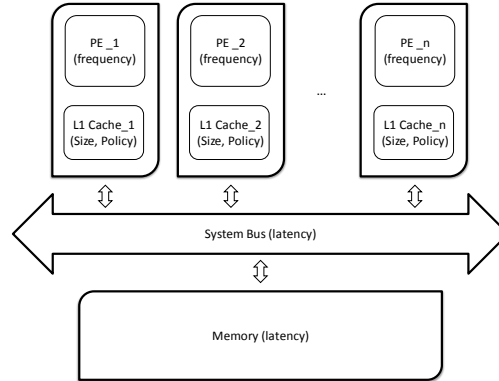 PE _1
(frequency)
L1 Cache_1
(Size, Policy)
PE _2
(frequency)
L1 Cache_2
(Size, Policy)
...
PE _n
(frequency)
L1 Cache_n
(Size, Policy)
System Bus (latency)
Memory (latency)